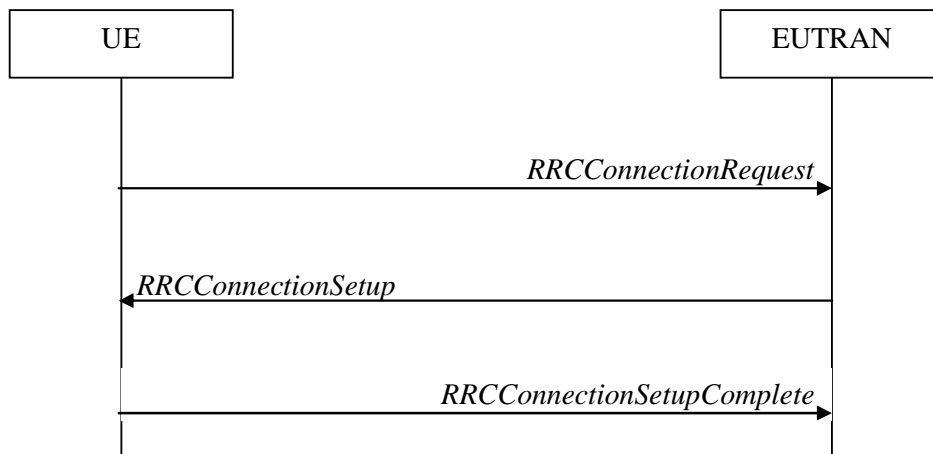 UE
EUTRAN
RRCConnectionRequest
RRCConnectionSetup
RRCConnectionSetupComplete